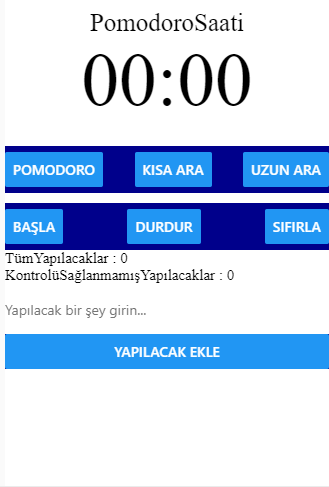 PomodoroSaati
00:00
POMODORO KISA ARA UZUN ARA
BAŞLA DURDUR SIFIRLA
TümYapılacaklar : 0
KontrolüSağlanmamışYapılacaklar : 0
Yapılacak bir şey girin...
YAPILACAK EKLE